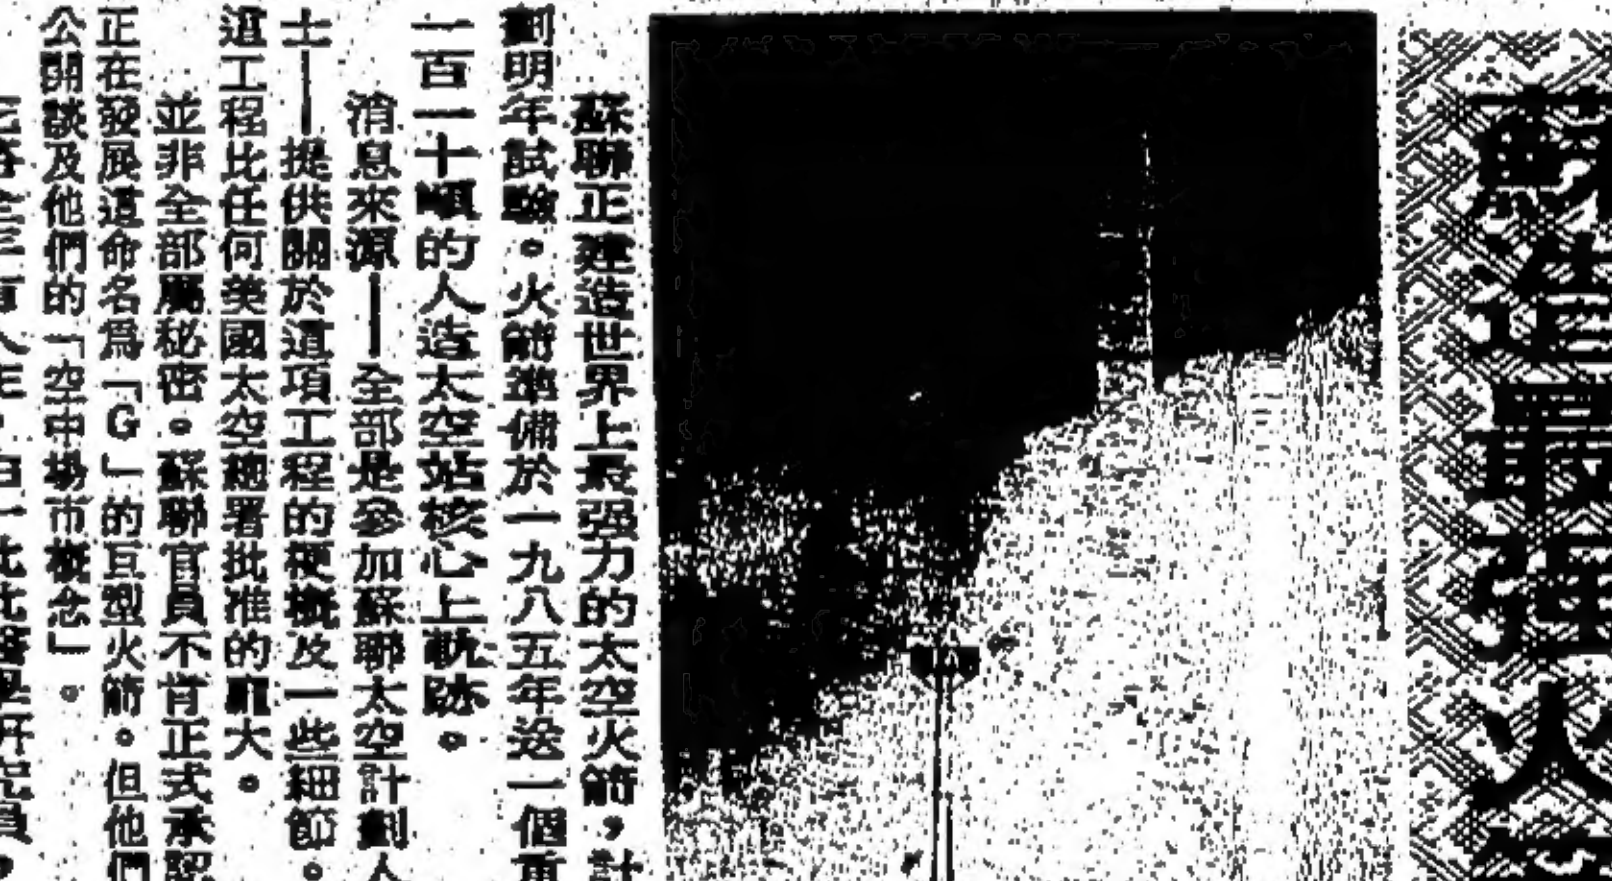 蘇造最强火
蘇聯正建造世界上最强力的太空火箭，計
劃明年試驗。火箭準備於一九八五年送一個重
一百一十噸的人造太空站核心上軌跡。
消息來源——全部是參加蘇聯太空計劃人
士——提供關於這項工程的梗概及一些細節。
這工程比任何美國太空總署批准的龐大。
並非全部屬秘密。蘇聯官員不肯正式承認
正在發展這命名爲「G」的巨型火箭。但他們
公開談及他們的「空中場市概念」。